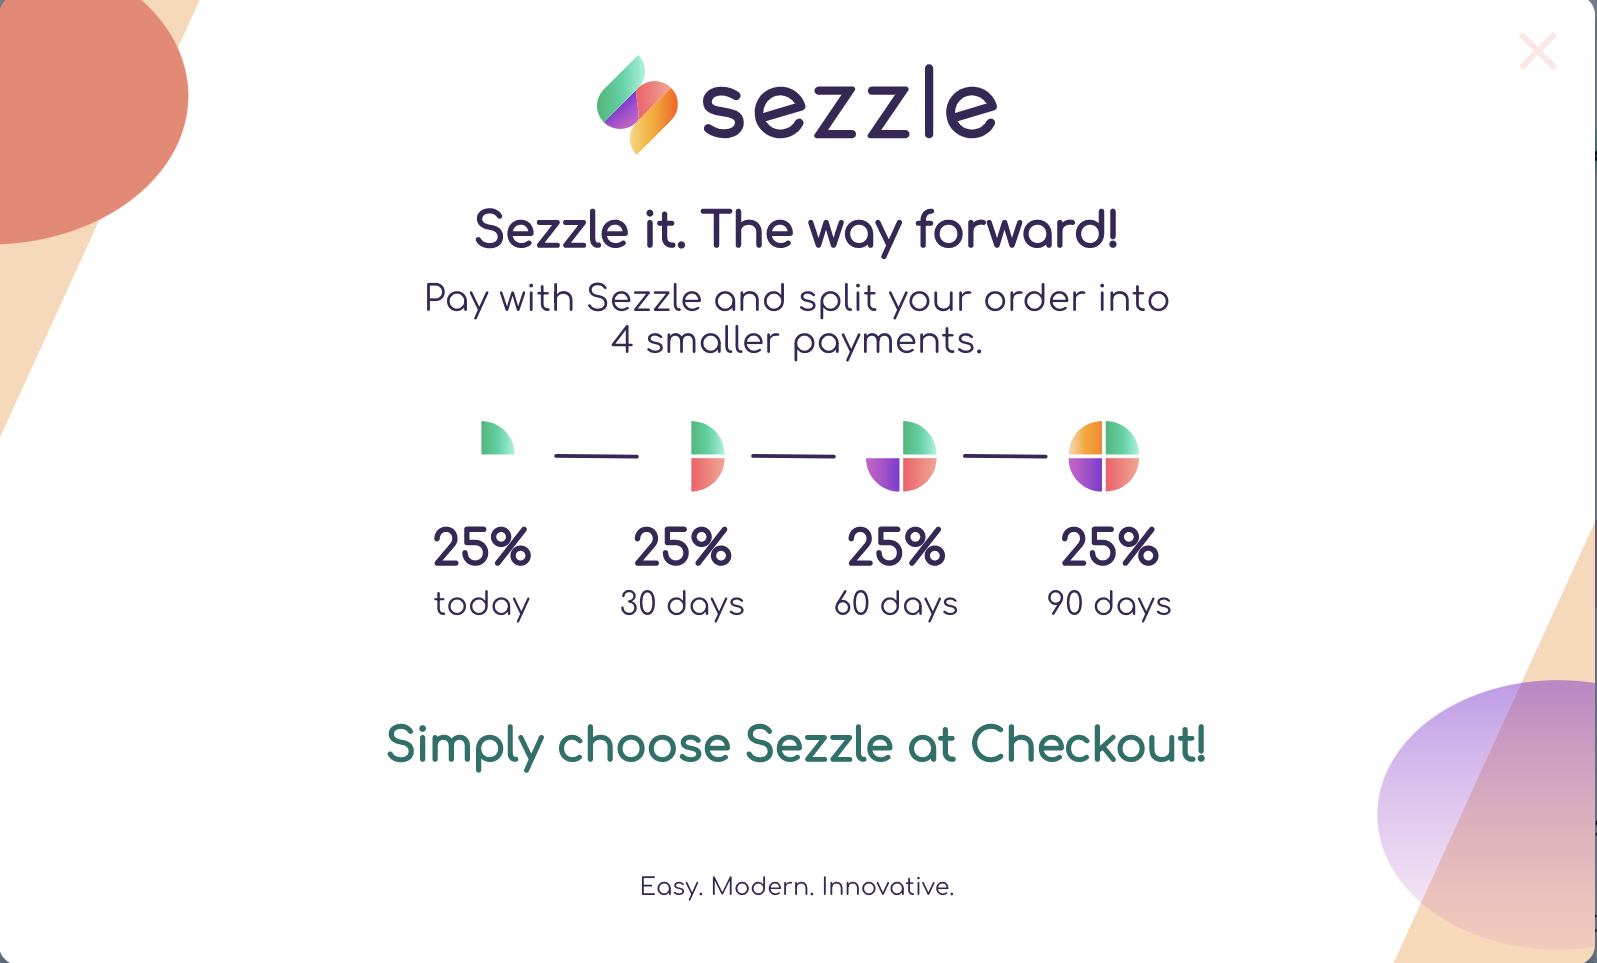 sezzle
Sezzle it. The way forward!
Pay with Sezzle and split your order into
4 smaller payments.
25% 25% 25% 25%
today 30 days 60 days 90 days
Simply choose Sezzle at Checkout!
Easy. Modern. Innovative.